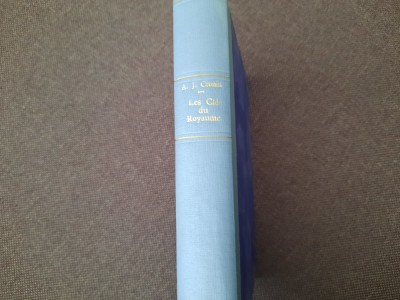 A. J. Cronin
Les Clés
du
Royaume